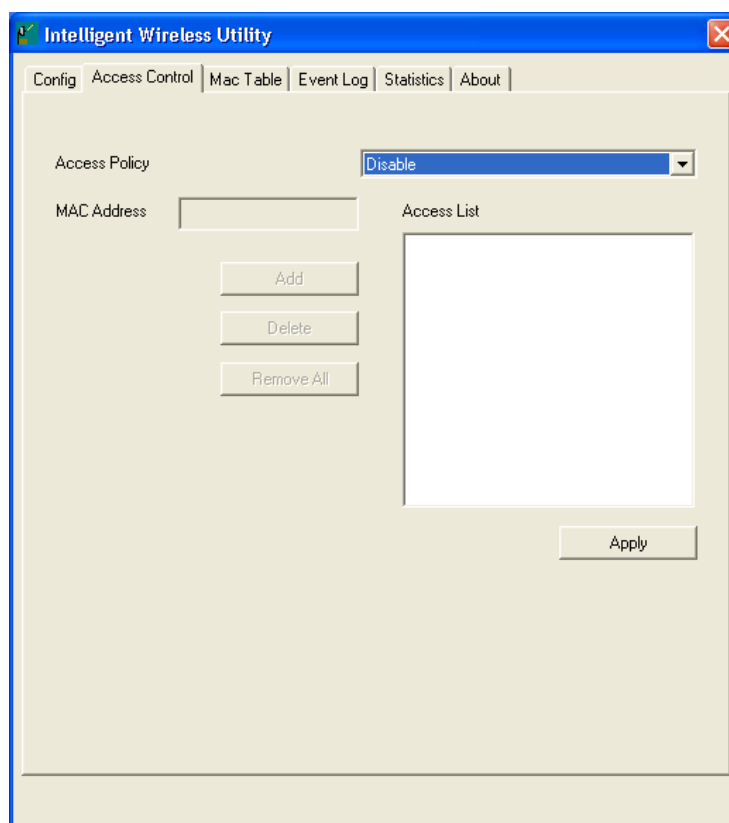 Intelligent Wireless Utility
Config Access Control Mac Table Event Log Statistics About
Access Policy Disable
MAC Address Access List
Add
Delete
Remove All
Apply